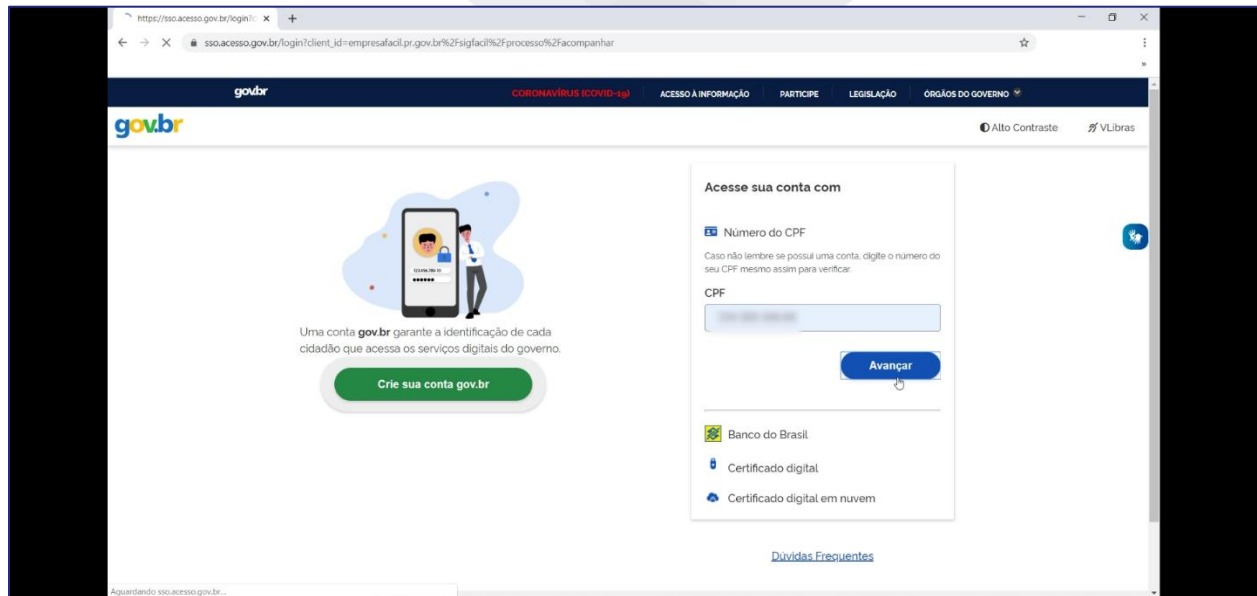 https://sso.acesso.gov.br/login?c
sso.acesso.gov.br/login?client_id=empresafacil.pr.gov.br%2Fsigfacil%2Fprocesso%2Facompanhar
gov.br
CORONAVÍRUS (COVID-19)
ACESSO À INFORMAÇÃO
PARTICIPE
LEGISLAÇÃO
ÓRGÃOS DO GOVERNO
gov.br
Alto Contraste
VLibras
Uma conta gov.br garante a identificação de cada
cidadão que acessa os serviços digitais do governo.
Crie sua conta gov.br
Acesse sua conta com
Número do CPF
Caso não lembre se possui uma conta, digite o número do
seu CPF mesmo assim para verificar.
CPF
Avançar
Banco do Brasil
Certificado digital
Certificado digital em nuvem
Dúvidas Frequentes
Aguardando sso.acesso.gov.br...